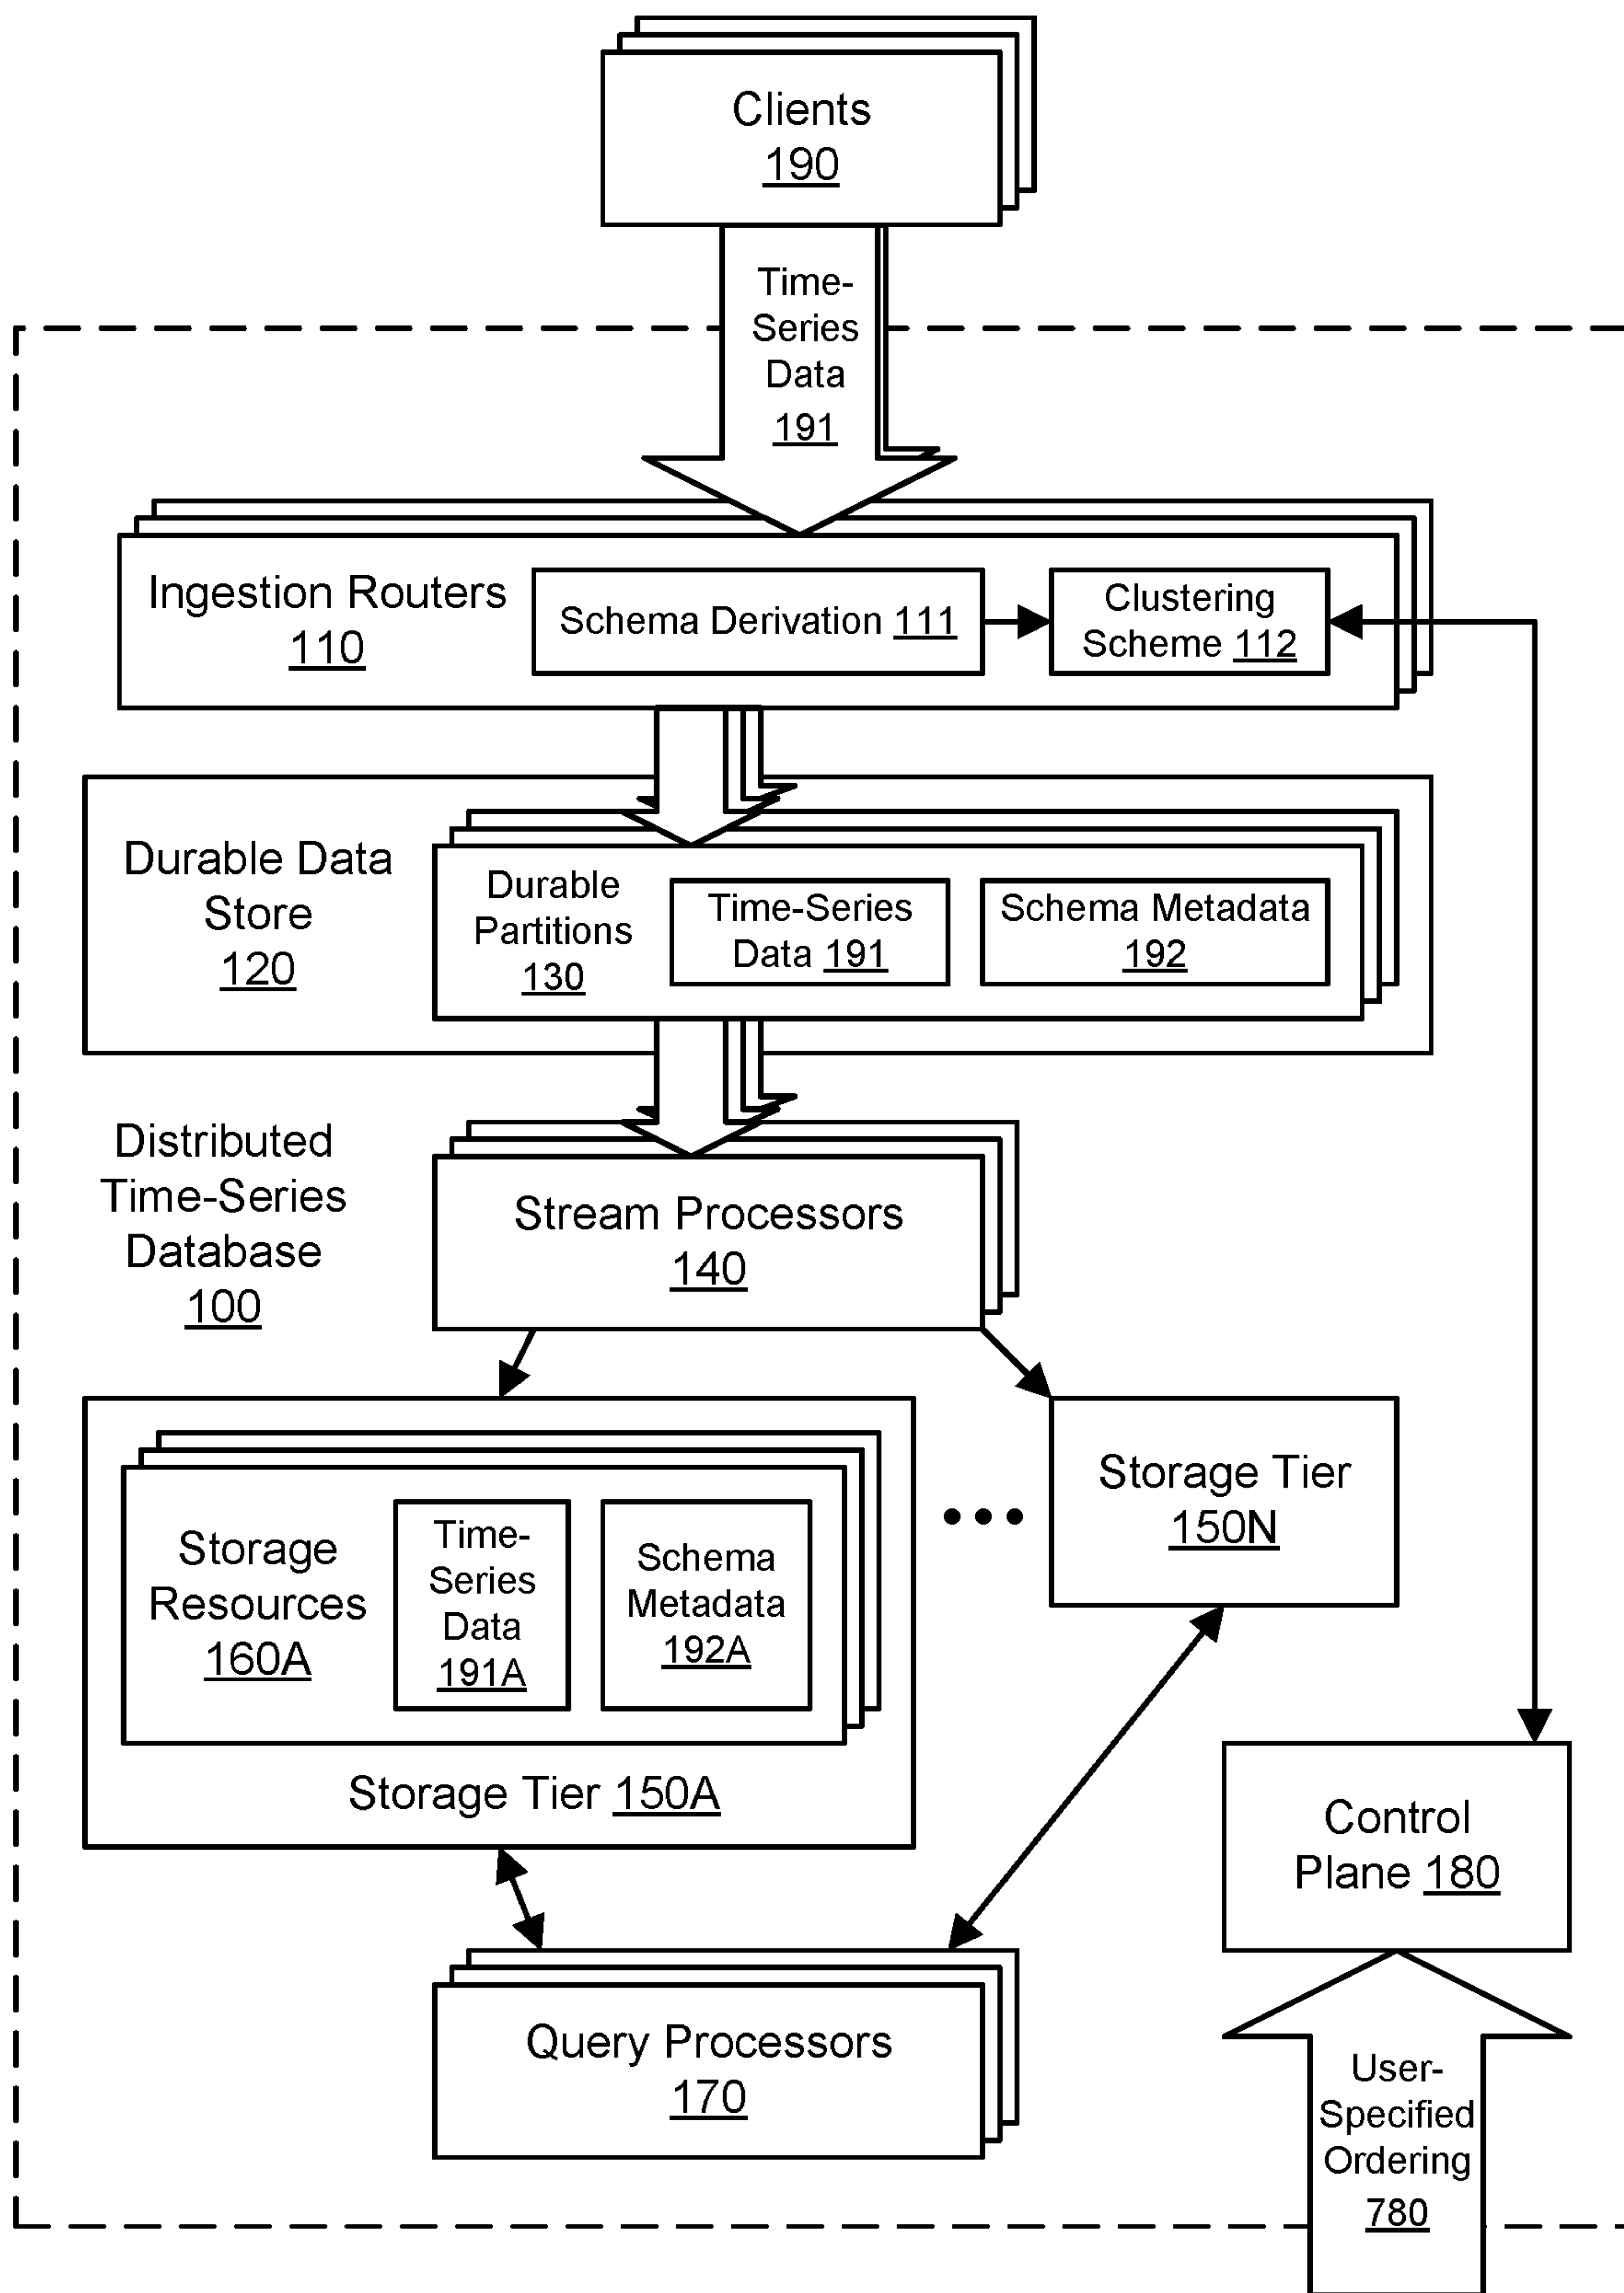 Clients
190
Time-
Series
Data
191
Ingestion Routers
110
Schema Derivation 111
Clustering
Scheme 112
Durable Data
Store
120
Durable
Partitions
130
Time-Series
Data 191
Schema Metadata
192
Distributed
Time-Series
Database
100
Stream Processors
140
Storage
Resources
160A
Time-
Series
Data
191A
Schema
Metadata
192A
Storage Tier 150A
Storage Tier
150N
Control
Plane 180
Query Processors
170
User-
Specified
Ordering
780